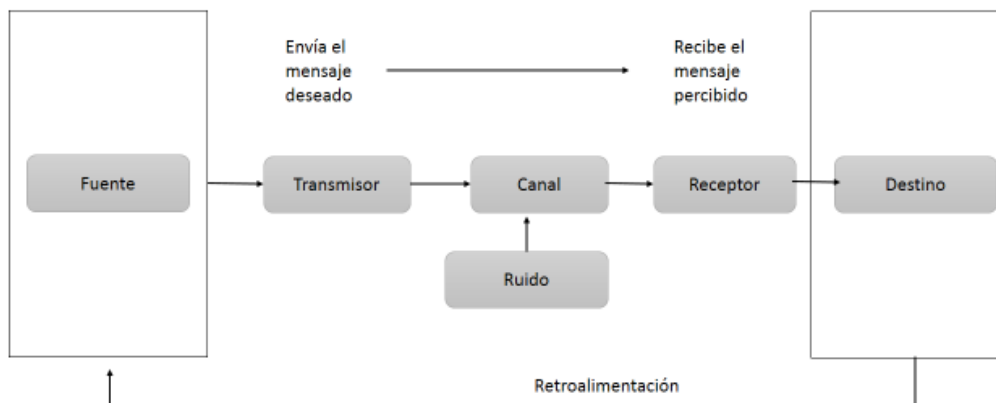 Envía el
mensaje
deseado
Recibe el
mensaje
percibido
Fuente
Transmisor
Canal
Receptor
Destino
Ruido
Retroalimentación